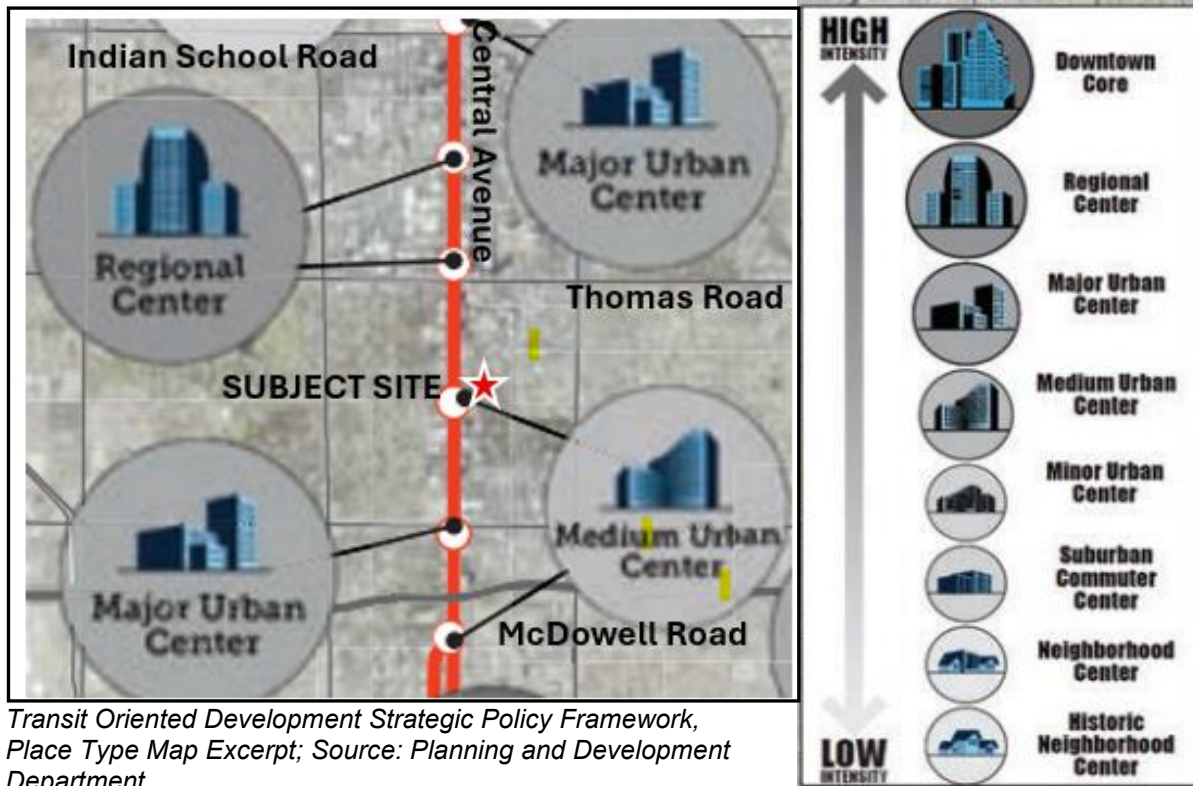 Indian School Road
Central Avenue
Major Urban
Center
Regional
Center
Thomas Road
SUBJECT SITE
Medium Urban
Center
Major Urban
Center
McDowell Road
Transit Oriented Development Strategic Policy Framework,
Place Type Map Excerpt; Source: Planning and Development
Department
HIGH
INTENSITY
Downtown
Core
Regional
Center
Major Urban
Center
Medium Urban
Center
Minor Urban
Center
Suburban
Commuter
Center
Neighborhood
Center
Historic
Neighborhood
Center
LOW
INTENSITY